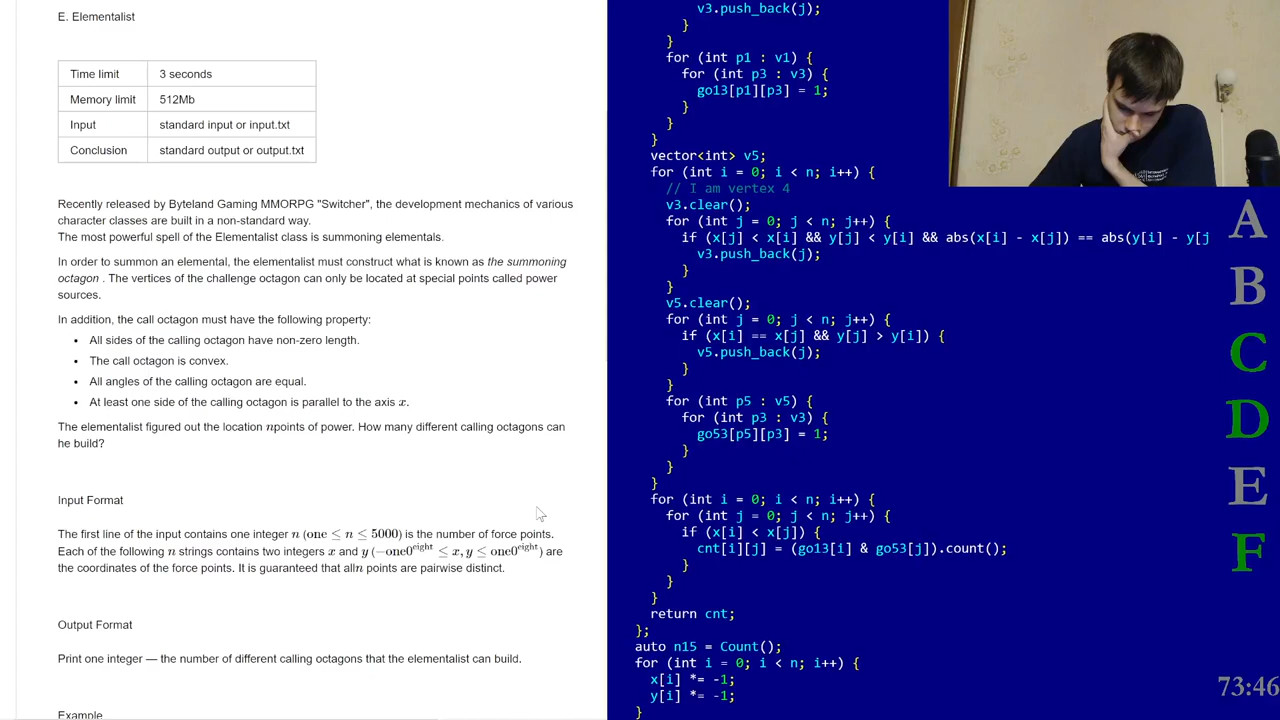 E. Elementalist
Time limit 3 seconds
Memory limit 512Mb
Input standard input or input.txt
Conclusion standard output or output.txt
Recently released by Byteland Gaming MMORPG "Switcher", the development mechanics of various
character classes are built in a non-standard way.
The most powerful spell of the Elementalist class is summoning elementals.
In order to summon an elemental, the elementalist must construct what is known as the summoning
octagon . The vertices of the challenge octagon can only be located at special points called power
sources.
In addition, the call octagon must have the following property:
• All sides of the calling octagon have non-zero length.
• The call octagon is convex.
• All angles of the calling octagon are equal.
• At least one side of the calling octagon is parallel to the axis x.
The elementalist figured out the location npoints of power. How many different calling octagons can
he build?
Input Format
The first line of the input contains one integer n (one ≤ n ≤ 5000) is the number of force points.
Each of the following n strings contains two integers x and y (−one0^eight ≤ x, y ≤ one0^eight) are
the coordinates of the force points. It is guaranteed that alln points are pairwise distinct.
Output Format
Print one integer — the number of different calling octagons that the elementalist can build.
Example
v3.push_back(j);
}
}
for (int p1 : v1) {
for (int p3 : v3) {
go13[p1][p3] = 1;
}
}
}
vector<int> v5;
for (int i = 0; i < n; i++) {
// I am vertex 4
v3.clear();
for (int j = 0; j < n; j++) {
if (x[j] < x[i] && y[j] < y[i] && abs(x[i] - x[j]) == abs(y[i] - y[j
v3.push_back(j);
}
}
v5.clear();
for (int j = 0; j < n; j++) {
if (x[i] == x[j] && y[j] > y[i]) {
v5.push_back(j);
}
}
for (int p5 : v5) {
for (int p3 : v3) {
go53[p5][p3] = 1;
}
}
}
for (int i = 0; i < n; i++) {
for (int j = 0; j < n; j++) {
if (x[i] < x[j]) {
cnt[i][j] = (go13[i] & go53[j]).count();
}
}
}
return cnt;
};
auto n15 = Count();
for (int i = 0; i < n; i++) {
x[i] *= -1;
y[i] *= -1;
}
A
B
C
D
E
F
73:46